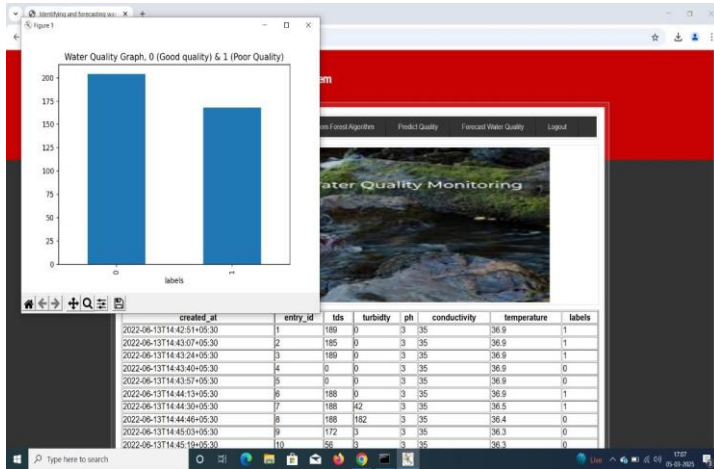 Identifying and forecasting wa
Figure 1
Water Quality Graph, 0 (Good quality) & 1 (Poor Quality)
200
175
150
125
100
75
50
25
0
0
1
labels
em
om Forest Algorithm Predict Quality Forecast Water Quality Logout
ater Quality Monitoring
created_at entry_id tds turbidty ph conductivity temperature labels
2022-06-13T14:42:51+05:30 1 189 0 3 35 36.9 1
2022-06-13T14:43:07+05:30 2 185 0 3 35 36.9 1
2022-06-13T14:43:24+05:30 3 189 0 3 35 36.9 1
2022-06-13T14:43:40+05:30 4 0 0 3 35 36.9 0
2022-06-13T14:43:57+05:30 5 0 0 3 35 36.9 0
2022-06-13T14:44:13+05:30 6 188 0 3 35 36.9 1
2022-06-13T14:44:30+05:30 7 188 42 3 35 36.5 1
2022-06-13T14:44:46+05:30 8 188 182 3 35 36.4 0
2022-06-13T14:45:03+05:30 9 172 3 3 35 36.3 0
2022-06-13T14:45:19+05:30 10 56 3 3 35 36.3 0
Type here to search
Live
17:07
05-03-2025